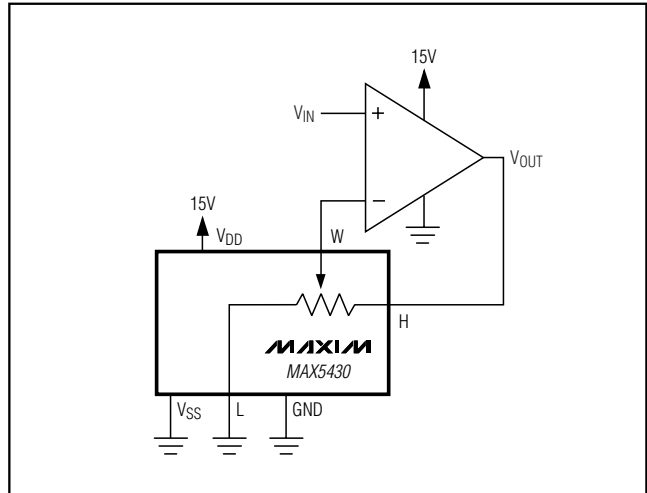 15V
VIN
+
VOUT
−
15V
VDD
W
H
MAXIM
MAX5430
VSS
L
GND